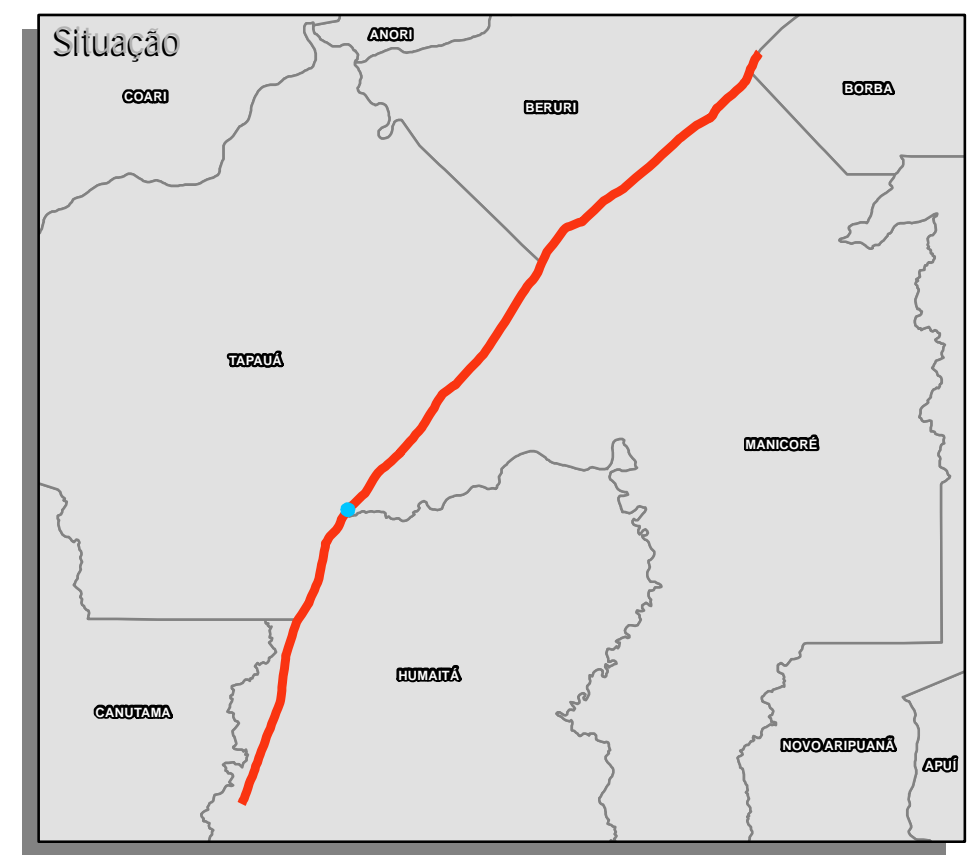 Situação
ANORI
COARI
BORBA
BERURI
TAPAUÁ
MANICORÉ
HUMAITÁ
CANUTAMA
NOVO ARIPUANÃ
APUÍ